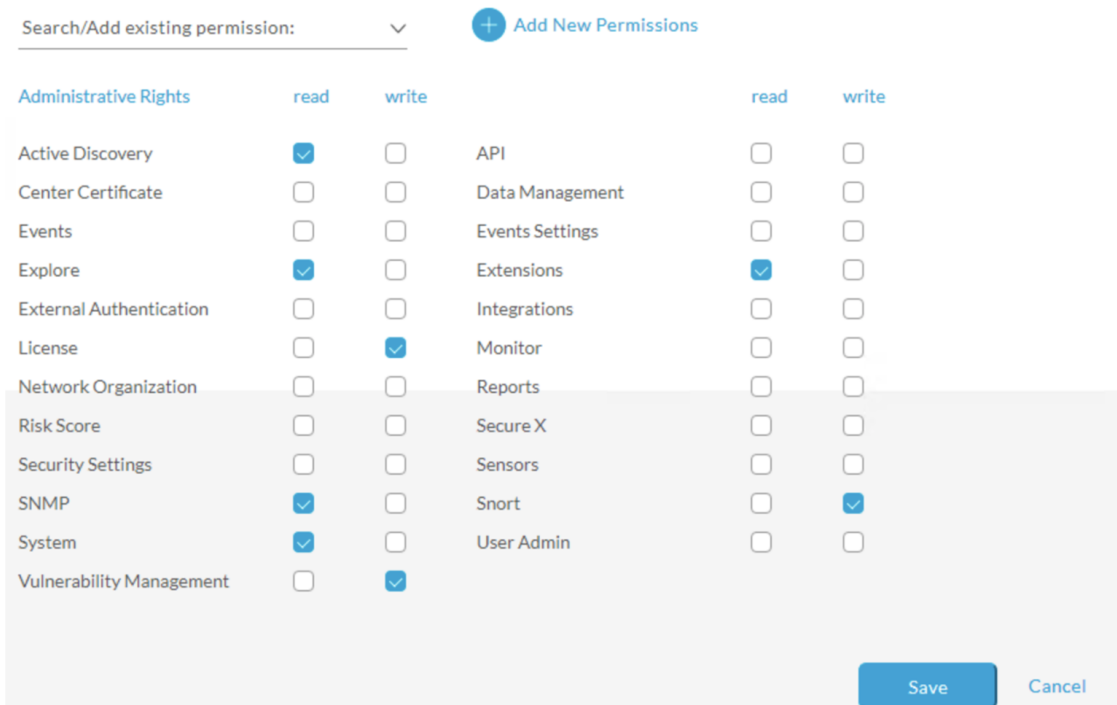 Search/Add existing permission:
Add New Permissions
Administrative Rights read write read write
Active Discovery API
Center Certificate Data Management
Events Events Settings
Explore Extensions
External Authentication Integrations
License Monitor
Network Organization Reports
Risk Score Secure X
Security Settings Sensors
SNMP Snort
System User Admin
Vulnerability Management
Save Cancel